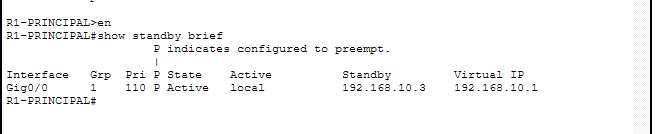 R1-PRINCIPAL>en
R1-PRINCIPAL#show standby brief
P indicates configured to preempt.
|
Interface Grp Pri P State Active Standby Virtual IP
Gig0/0 1 110 P Active local 192.168.10.3 192.168.10.1
R1-PRINCIPAL#